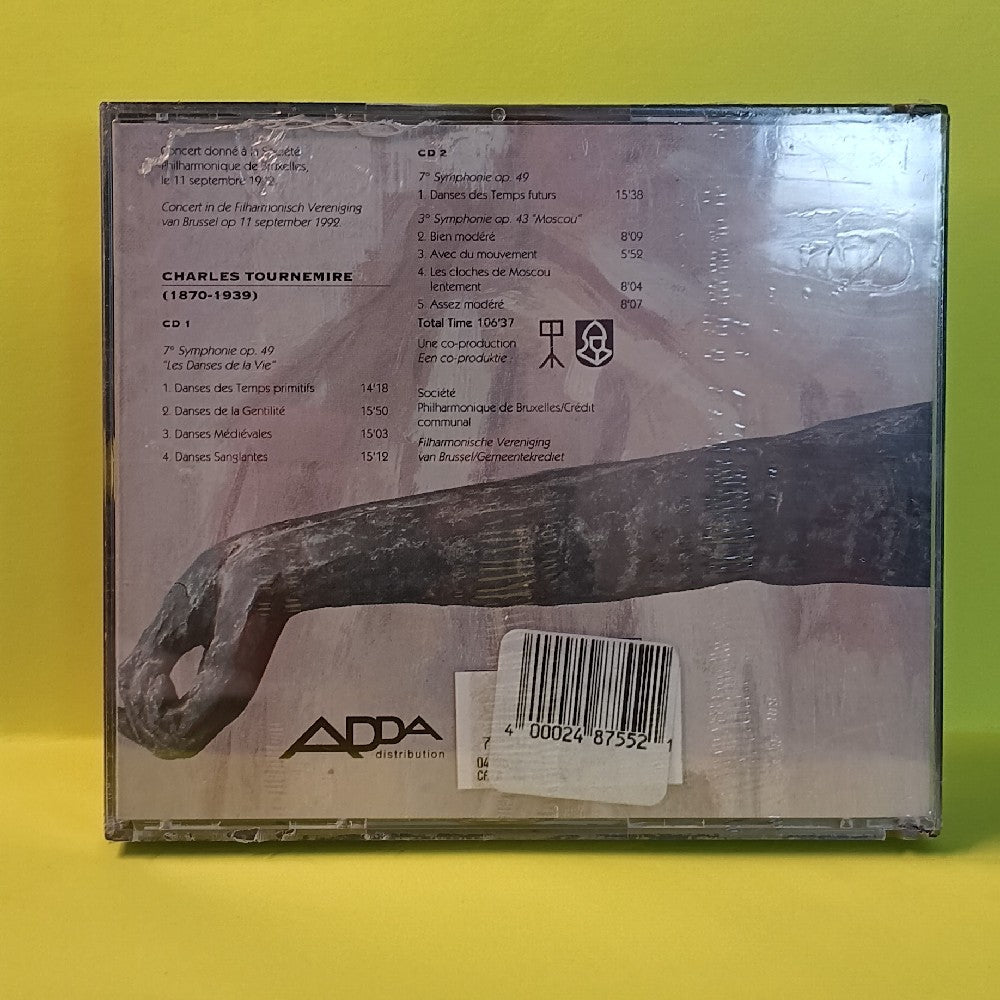 Concert donné à la Société
Philharmonique de Bruxelles,
le 11 septembre 1992.
Concert in de Filharmonisch Vereniging
van Brussel op 11 september 1992.
CHARLES TOURNEMIRE
(1870-1939)
CD 1
7° Symphonie op. 49
"Les Danses de la Vie"
1. Danses des Temps primitifs 14'18
2. Danses de la Gentilité 15'50
3. Danses Médiévales 15'03
4. Danses Sanglantes 15'12
CD 2
7° Symphonie op. 49
1. Danses des Temps futurs 15'38
3° Symphonie op. 43 "Moscou"
2. Bien modéré 8'09
3. Avec du mouvement 5'52
4. Les cloches de Moscou
lentement 8'04
5. Assez modéré 8'07
Total Time 106'37
Une co-production
Een co-produktie :
Société
Philharmonique de Bruxelles/Crédit
communal
Filharmonische Vereniging
van Brussel/Gemeentekrediet
ADDA
distribution
4 00024 87552 1
7
04